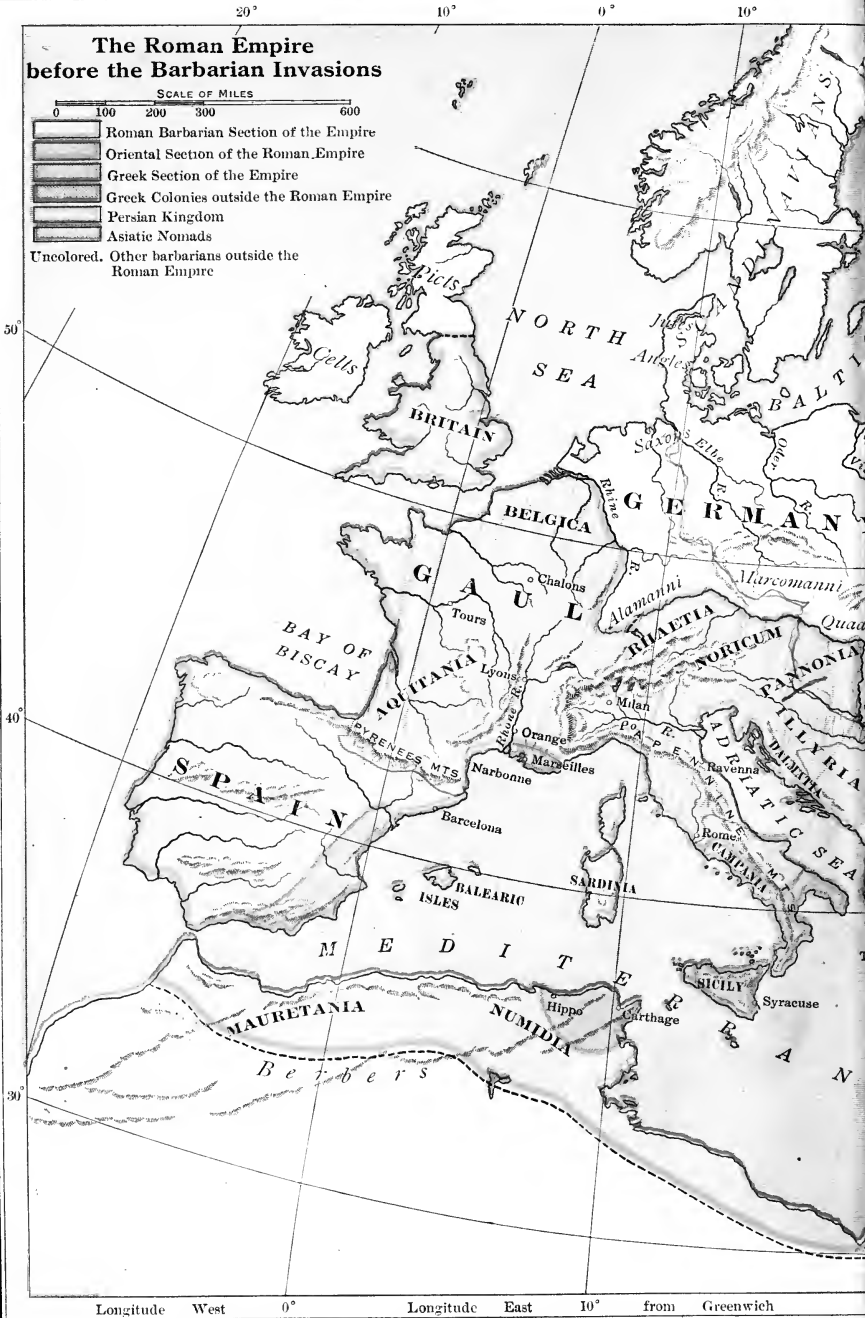 20° 10° 0° 10°
The Roman Empire
before the Barbarian Invasions
SCALE OF MILES
0 100 200 300 600
Roman Barbarian Section of the Empire
Oriental Section of the Roman Empire
Greek Section of the Empire
Greek Colonies outside the Roman Empire
Persian Kingdom
Asiatic Nomads
Uncolored. Other barbarians outside the
Roman Empire
SCANDINAVIANS
Picts
50°
NORTH
SEA
Jutes
Angles
Celts
BALTI
BRITAIN
Saxons
Elbe
R.
Oder
R.
Rhine
R.
GERMAN
BELGICA
GAUL
Chalons
Alamanni
Marcomanni
Quad
Tours
RHAETIA
NORICUM
PANNONIA
BAY OF
BISCAY
AQUITANIA
Lyons
Milan
ILLYRIA
40°
Rhone R.
Orange
Po R.
PYRENEES MTS
Marseilles
Narbonne
APENNINE MTS
Ravenna
ADRIATIC SEA
DALMATIA
SPAIN
Barcelona
Rome
CAMPANIA
SARDINIA
BALEARIC
ISLES
MEDITERRAN
SICILY
Syracuse
Hippo
Carthage
MAURETANIA
NUMIDIA
Berbers
30°
Longitude West 0° Longitude East 10° from Greenwich